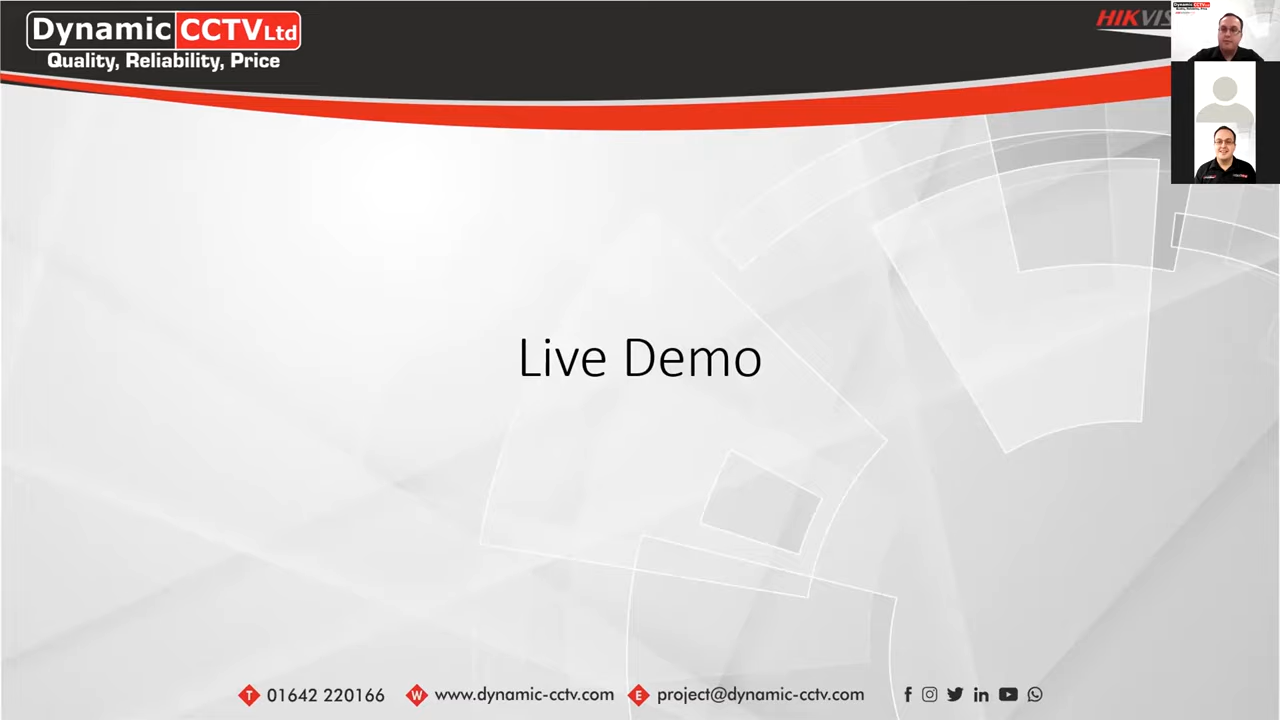 Dynamic CCTV Ltd
Quality, Reliability, Price
HIKVIS
Live Demo
T 01642 220166 W www.dynamic-cctv.com E project@dynamic-cctv.com